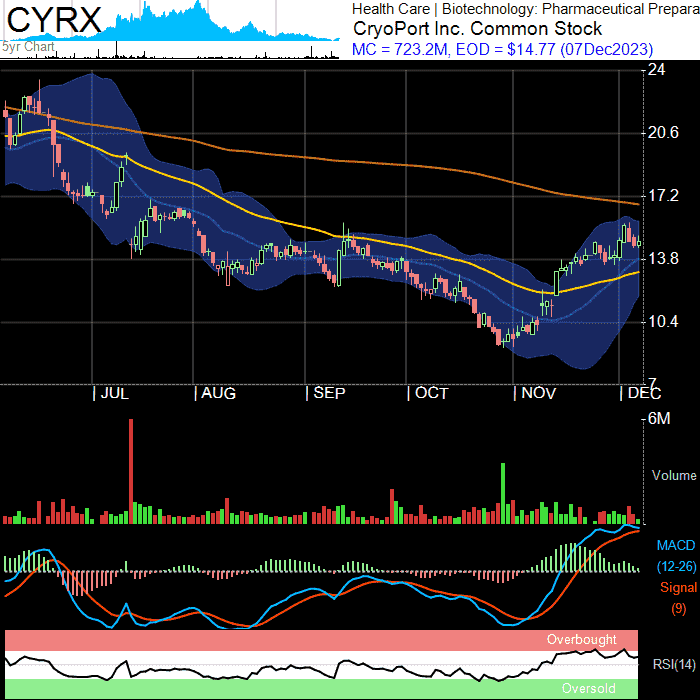 CYRX
5yr Chart
Health Care | Biotechnology: Pharmaceutical Prepara
CryoPort Inc. Common Stock
MC = 723.2M, EOD = $14.77 (07Dec2023)
24
20.6
17.2
13.8
10.4
7
JUL AUG SEP OCT NOV DEC
6M
Volume
MACD
(12-26)
Signal
(9)
Overbought
RSI(14)
Oversold